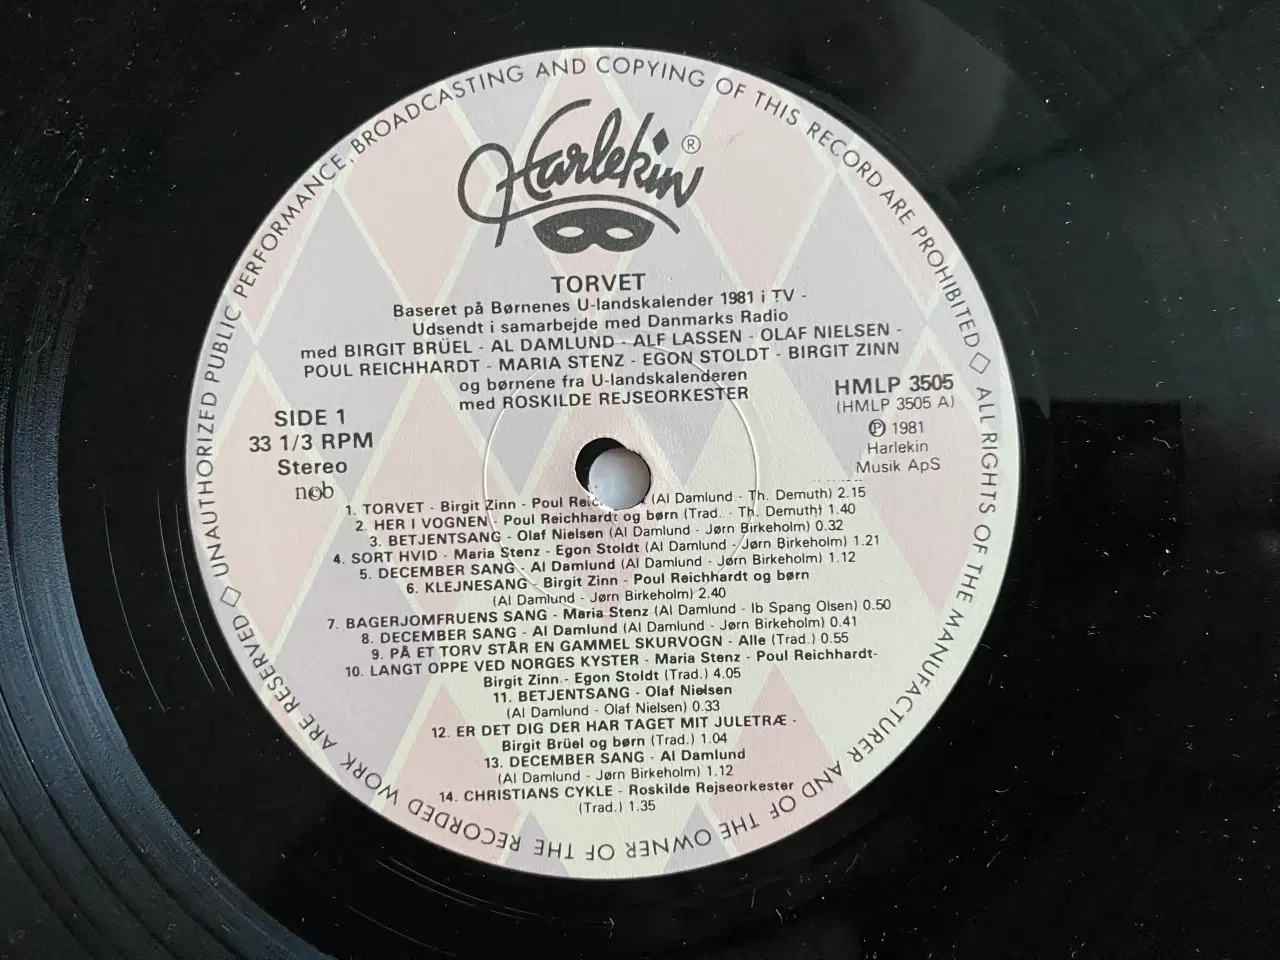 UNAUTHORIZED PUBLIC PERFORMANCE, BROADCASTING AND COPYING OF THIS RECORD ARE PROHIBITED ◇ ALL RIGHTS OF THE MANUFACTURER AND OF THE OWNER OF THE RECORDED WORK ARE RESERVED ◇
Harlekin ®
TORVET
Baseret på Børnenes U-landskalender 1981 i TV -
Udsendt i samarbejde med Danmarks Radio
med BIRGIT BRÜEL - AL DAMLUND - ALF LASSEN - OLAF NIELSEN -
POUL REICHHARDT - MARIA STENZ - EGON STOLDT - BIRGIT ZINN
og børnene fra U-landskalenderen
med ROSKILDE REJSEORKESTER
SIDE 1
33 1/3 RPM
Stereo
ncb
HMLP 3505
(HMLP 3505 A)
Ⓟ 1981
Harlekin
Musik ApS
1. TORVET - Birgit Zinn - Poul (Al Damlund - Th. Demuth) 2.15
2. HER I VOGNEN - Poul Reichhardt og børn (Trad. - Th. Demuth) 1.40
3. BETJENTSANG - Olaf Nielsen (Al Damlund - Jørn Birkeholm) 0.32
4. SORT HVID - Maria Stenz - Egon Stoldt (Al Damlund - Jørn Birkeholm) 1.21
5. DECEMBER SANG - Al Damlund (Al Damlund - Jørn Birkeholm) 1.12
6. KLEJNESANG - Birgit Zinn - Poul Reichhardt og børn
(Al Damlund - Jørn Birkeholm) 2.40
7. BAGERJOMFRUENS SANG - Maria Stenz (Al Damlund - Ib Spang Olsen) 0.50
8. DECEMBER SANG - Al Damlund (Al Damlund - Jørn Birkeholm) 0.41
9. PÅ ET TORV STÅR EN GAMMEL SKURVOGN - Alle (Trad.) 0.55
10. LANGT OPPE VED NORGES KYSTER - Maria Stenz - Poul Reichhardt-
Birgit Zinn - Egon Stoldt (Trad.) 4.05
11. BETJENTSANG - Olaf Nielsen
(Al Damlund - Olaf Nielsen) 0.33
12. ER DET DIG DER HAR TAGET MIT JULETRÆ -
Birgit Brüel og børn (Trad.) 1.04
13. DECEMBER SANG - Al Damlund
(Al Damlund - Jørn Birkeholm) 1.12
14. CHRISTIANS CYKLE - Roskilde Rejseorkester
(Trad.) 1.35